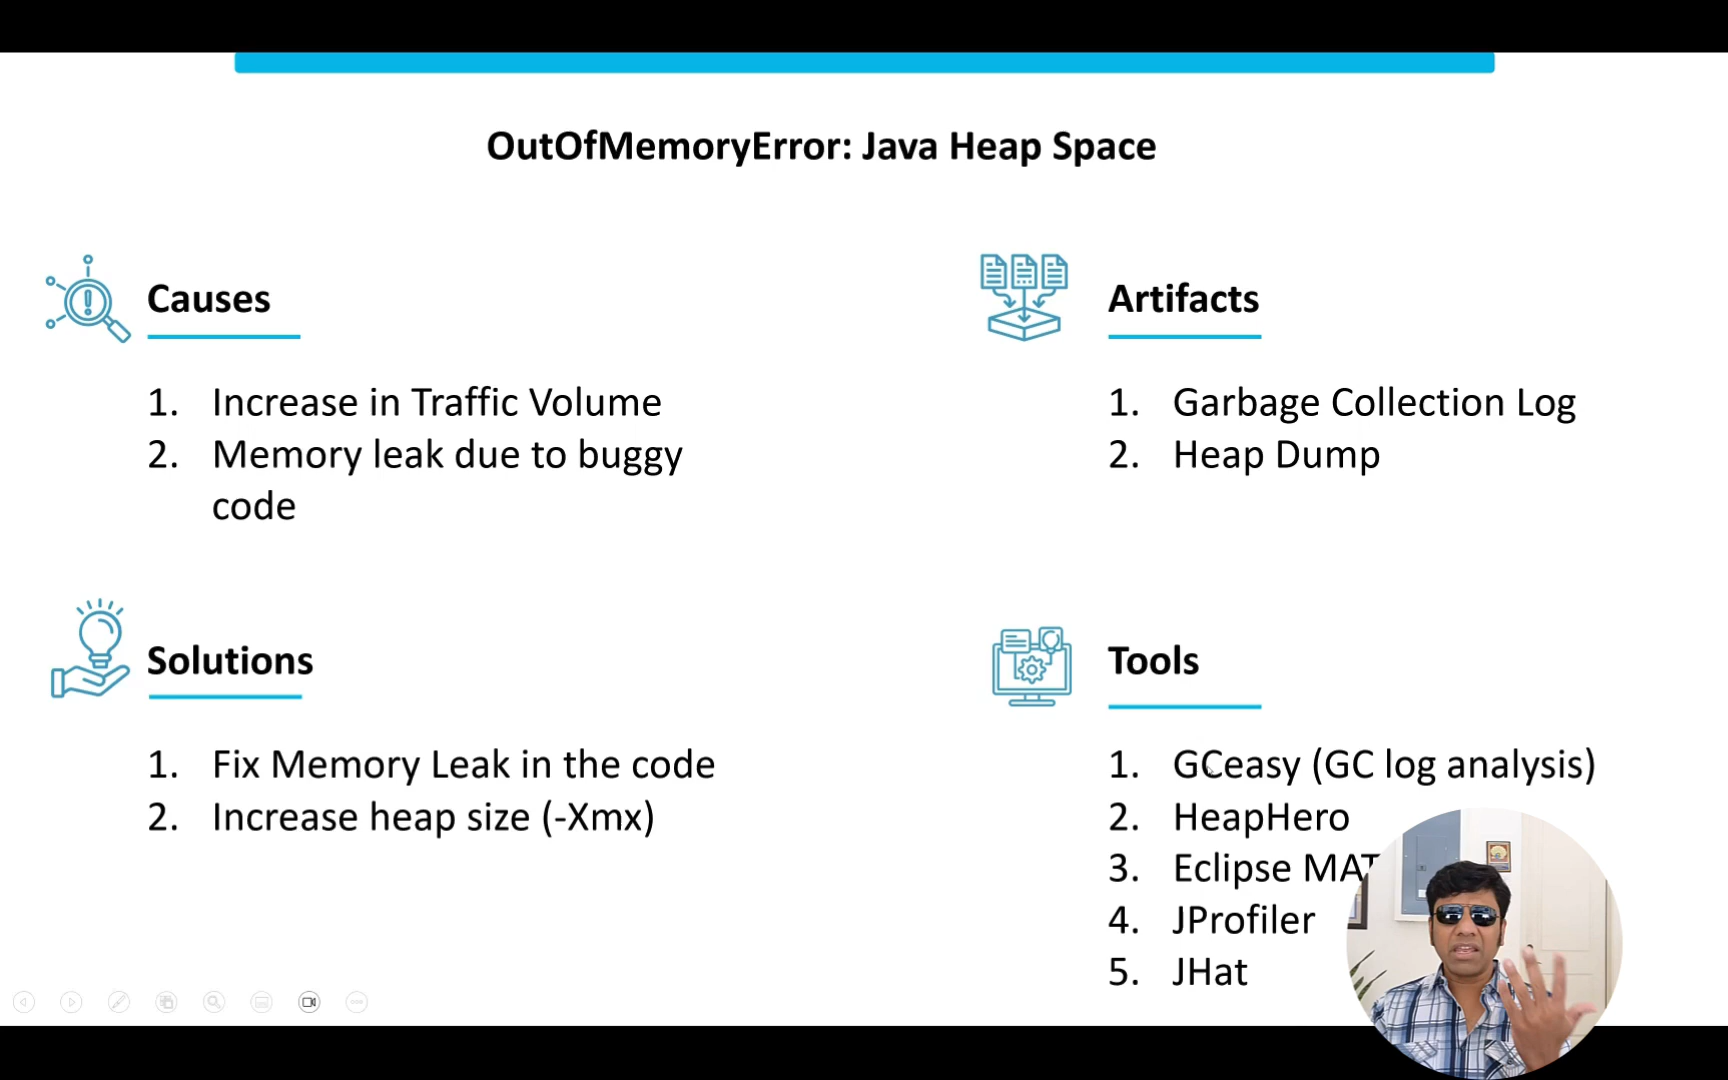 OutOfMemoryError: Java Heap Space
Causes
1. Increase in Traffic Volume
2. Memory leak due to buggy
code
Artifacts
1. Garbage Collection Log
2. Heap Dump
Solutions
1. Fix Memory Leak in the code
2. Increase heap size (-Xmx)
Tools
1. GCeasy (GC log analysis)
2. HeapHero
3. Eclipse MAT
4. JProfiler
5. JHat